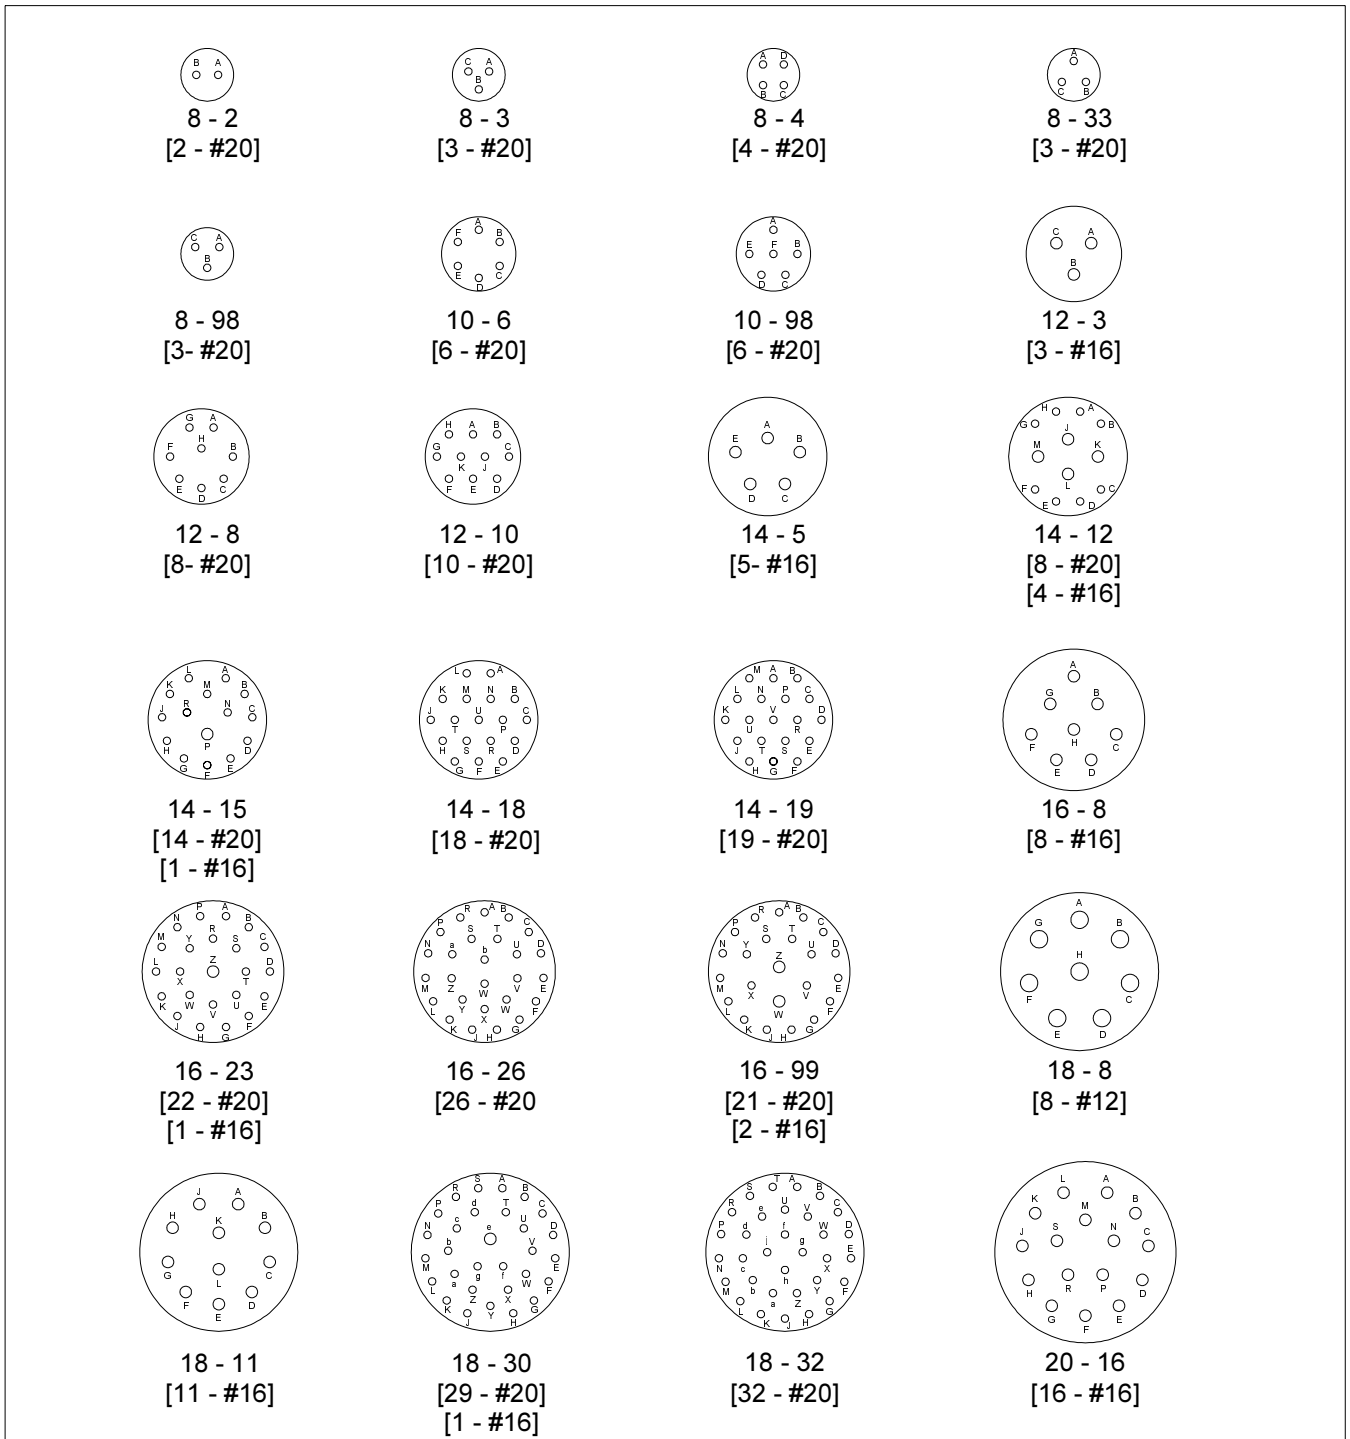 B A
C A
B
A D
B C
A
C B
8 - 2
8 - 3
8 - 4
8 - 33
[2 - #20]
[3 - #20]
[4 - #20]
[3 - #20]
C A
B
A
F B
E C
D
A
E F B
D C
C A
B
8 - 98
10 - 6
10 - 98
12 - 3
[3- #20]
[6 - #20]
[6 - #20]
[3 - #16]
G A
H
F B
E C
D
H A B
G C
K J
F E D
A
E B
D C
H A
G B
J
M K
L
F C
E D
12 - 8
12 - 10
14 - 5
14 - 12
[8- #20]
[10 - #20]
[5- #16]
[8 - #20]
[4 - #16]
L A
K M B
J R N C
P
H D
G F E
L A
K M N B
J U C
T P
H S R D
G F E
M A B
L N P C
K V D
U R
J T S E
H G F
A
G B
F H C
E D
14 - 15
14 - 18
14 - 19
16 - 8
[14 - #20]
[18 - #20]
[19 - #20]
[8 - #16]
[1 - #16]
P A
N B
M Y R S C
L Z D
X T
K W V U E
J F
H G
R A B
P S T C
N a b U D
M Z W V E
L Y X W F
K G
J H
R A B
P S T C
N Y U D
Z
M X V E
L W F
K G
J H
A
G B
H
F C
E D
16 - 23
16 - 26
16 - 99
18 - 8
[22 - #20]
[26 - #20
[21 - #20]
[8 - #12]
[1 - #16]
[2 - #16]
J A
H K B
G L C
F D
E
S A
R B
P d T C
N c U D
e
b V
M E
a g f W
L F
K Z X G
J Y H
T A
S B
R e U V C
P d f W D
j g E
N c X
M b h Y F
L a Z G
K J H
L A
K M B
J S N C
H R P D
G F E
18 - 11
18 - 30
18 - 32
20 - 16
[11 - #16]
[29 - #20]
[32 - #20]
[16 - #16]
[1 - #16]